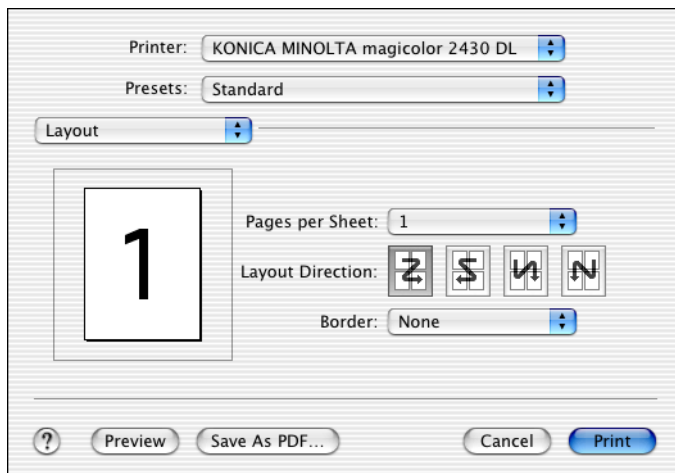 Printer: KONICA MINOLTA magicolor 2430 DL
Presets: Standard
Layout
1
Pages per Sheet: 1
Layout Direction:
Border: None
? Preview Save As PDF... Cancel Print